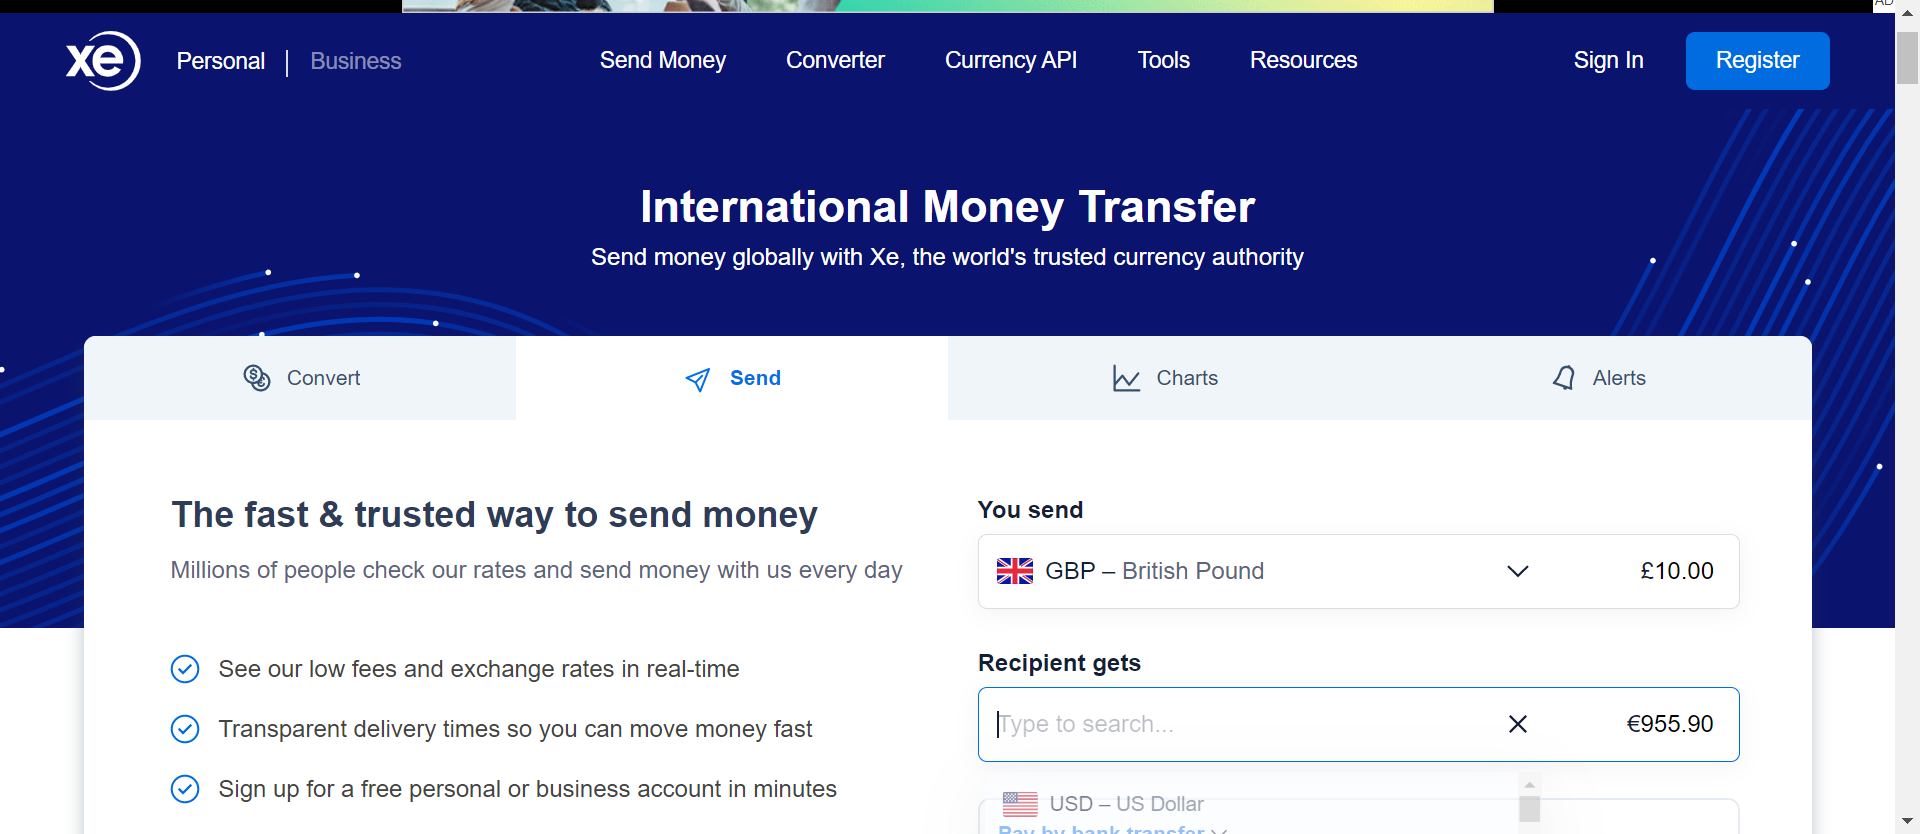 AD
xe Personal | Business Send Money Converter Currency API Tools Resources Sign In Register
International Money Transfer
Send money globally with Xe, the world's trusted currency authority
Convert Send Charts Alerts
The fast & trusted way to send money
Millions of people check our rates and send money with us every day
See our low fees and exchange rates in real-time
Transparent delivery times so you can move money fast
Sign up for a free personal or business account in minutes
You send
GBP – British Pound £10.00
Recipient gets
Type to search... €955.90
USD – US Dollar
Pay by bank transfer